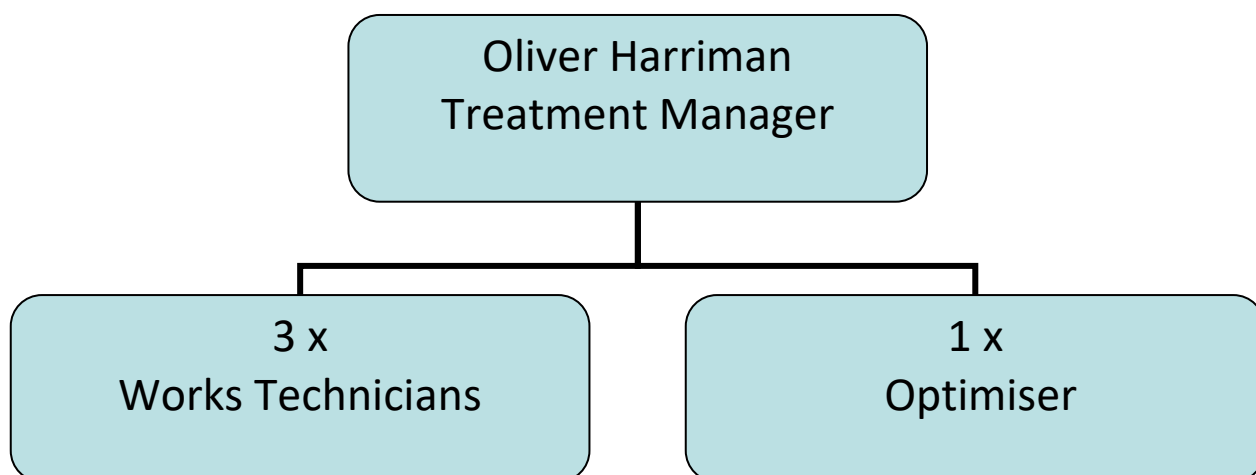 Oliver Harriman
Treatment Manager
3 x
Works Technicians
1 x
Optimiser